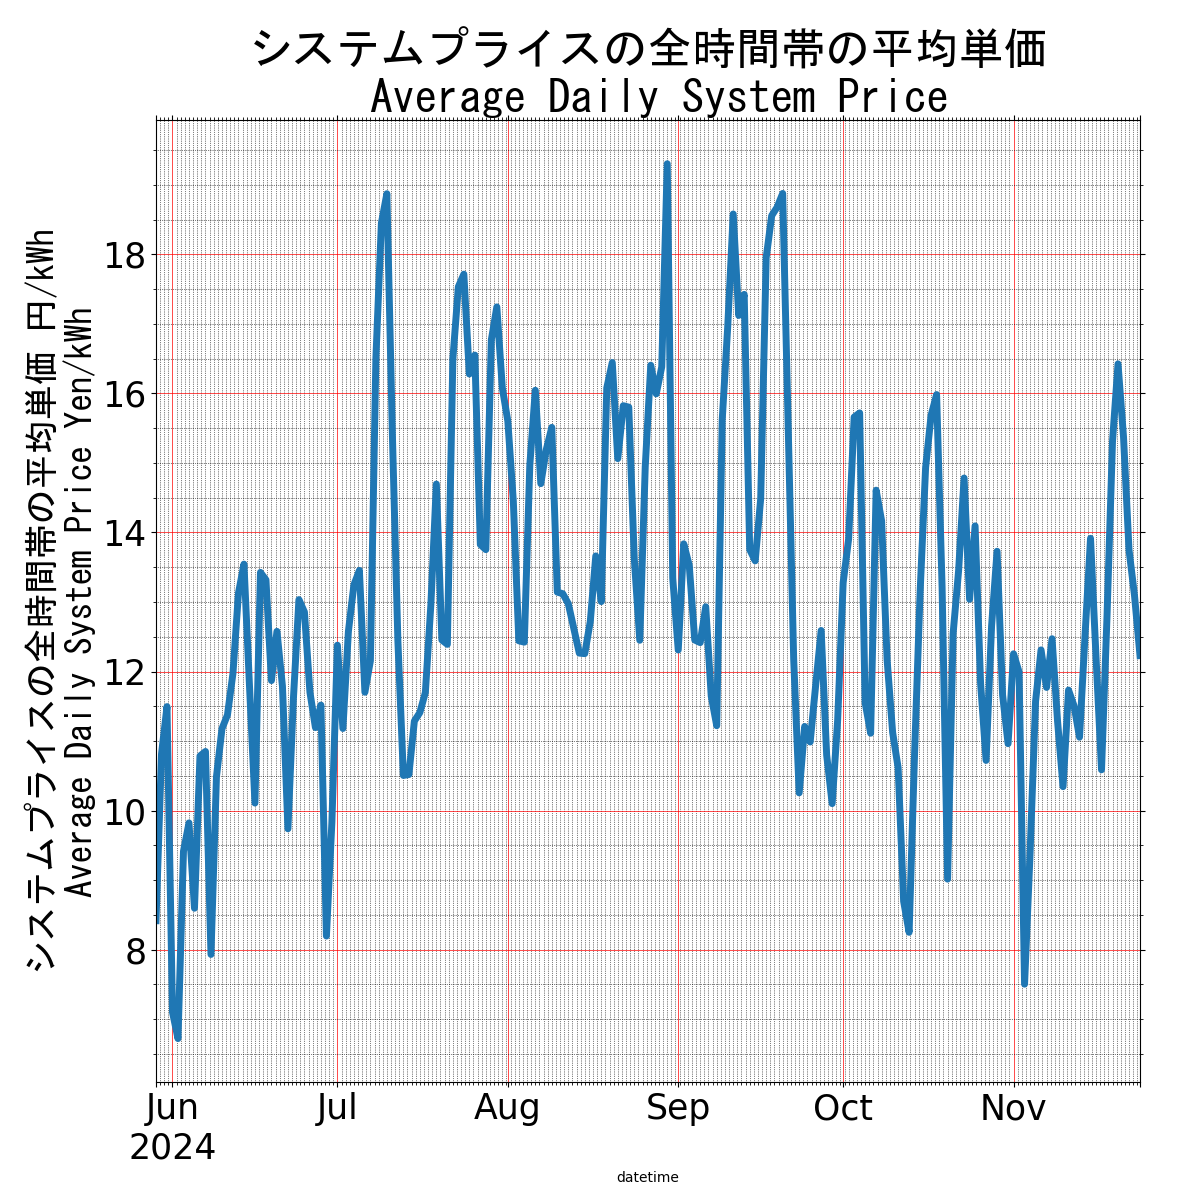 システムプライスの全時間帯の平均単価
Average Daily System Price
システムプライスの全時間帯の平均単価 円/kWh
Average Daily System Price Yen/kWh
18
16
14
12
10
8
Jun
2024
Jul
Aug
Sep
Oct
Nov
datetime